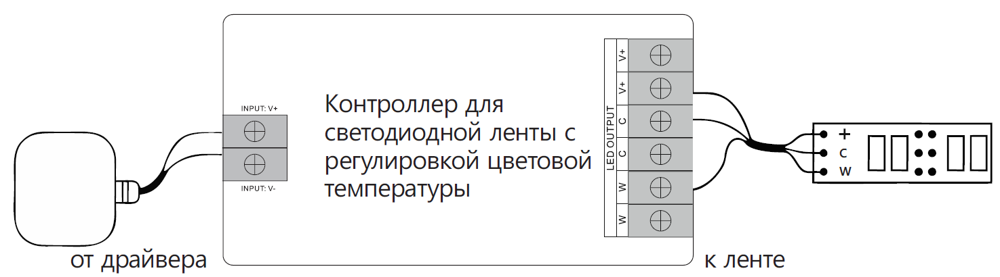 INPUT: V+
INPUT: V-
от драйвера
Контроллер для
светодиодной ленты с
регулировкой цветовой
температуры
LED OUTPUT
V+
V+
C
C
W
W
к ленте
+
C
W